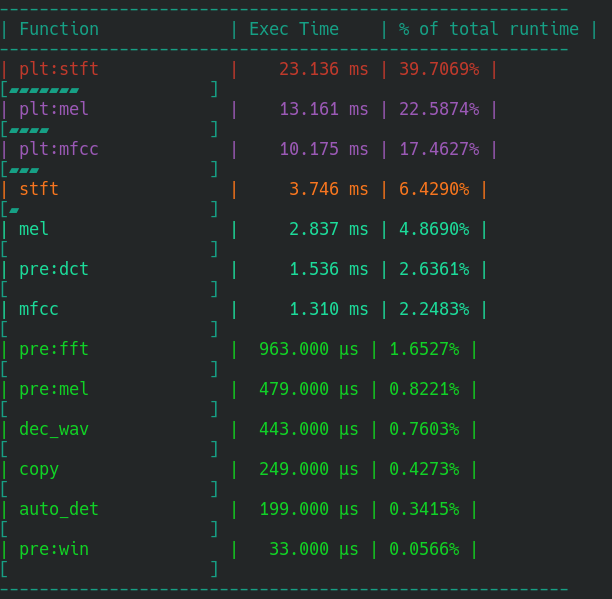 ---------------------------------------------------------
| Function             | Exec Time    | % of total runtime |
---------------------------------------------------------
| plt:stft             |    23.136 ms | 39.7069% |
[▰▰▰▰▰▰▰             ]
| plt:mel              |    13.161 ms | 22.5874% |
[▰▰▰▰                ]
| plt:mfcc             |    10.175 ms | 17.4627% |
[▰▰▰                 ]
| stft                 |     3.746 ms | 6.4290% |
[▰                   ]
| mel                  |     2.837 ms | 4.8690% |
[                    ]
| pre:dct              |     1.536 ms | 2.6361% |
[                    ]
| mfcc                 |     1.310 ms | 2.2483% |
[                    ]
| pre:fft              |  963.000 µs | 1.6527% |
[                    ]
| pre:mel              |  479.000 µs | 0.8221% |
[                    ]
| dec_wav              |  443.000 µs | 0.7603% |
[                    ]
| copy                 |  249.000 µs | 0.4273% |
[                    ]
| auto_det             |  199.000 µs | 0.3415% |
[                    ]
| pre:win              |   33.000 µs | 0.0566% |
[                    ]
---------------------------------------------------------